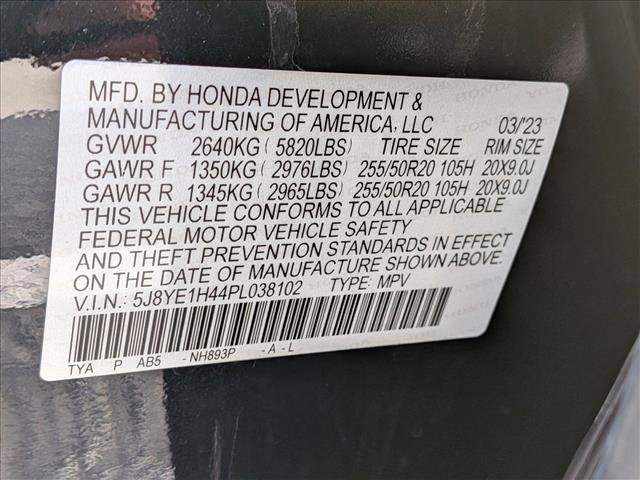 MFD. BY HONDA DEVELOPMENT &
MANUFACTURING OF AMERICA, LLC 03/'23
GVWR 2640KG (5820LBS) TIRE SIZE RIM SIZE
GAWR F 1350KG (2976LBS) 255/50R20 105H 20X9.0J
GAWR R 1345KG (2965LBS) 255/50R20 105H 20X9.0J
THIS VEHICLE CONFORMS TO ALL APPLICABLE
FEDERAL MOTOR VEHICLE SAFETY
AND THEFT PREVENTION STANDARDS IN EFFECT
ON THE DATE OF MANUFACTURE SHOWN ABOVE.
V.I.N.: 5J8YE1H44PL038102 TYPE: MPV
TYA P AB5 - NH893P - A - L